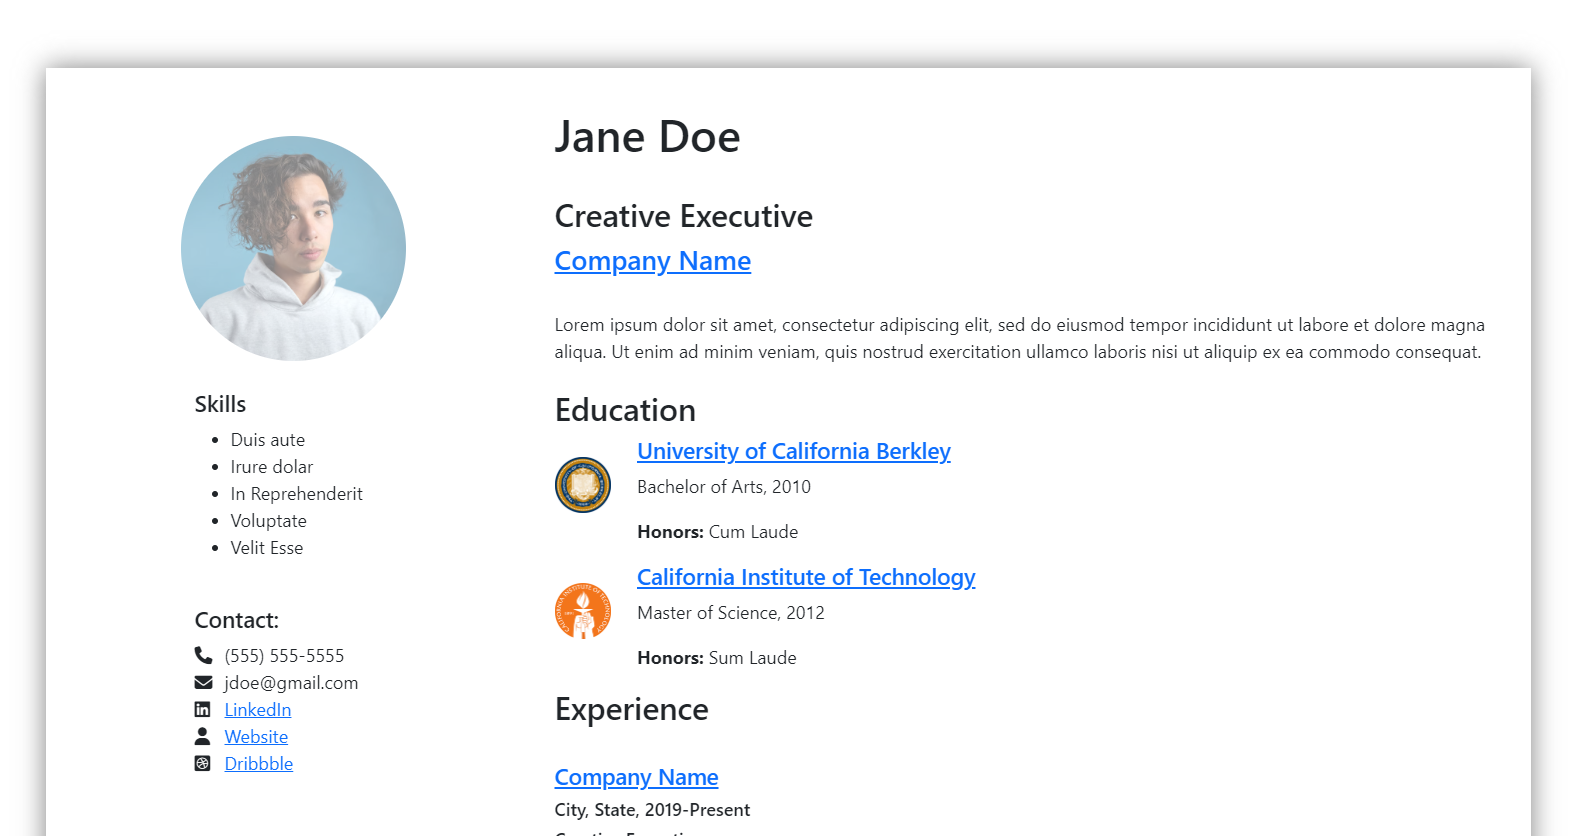 Jane Doe
Creative Executive
Company Name
Lorem ipsum dolor sit amet, consectetur adipiscing elit, sed do eiusmod tempor incididunt ut labore et dolore magna
aliqua. Ut enim ad minim veniam, quis nostrud exercitation ullamco laboris nisi ut aliquip ex ea commodo consequat.
Skills
Duis aute
Irure dolar
In Reprehenderit
Voluptate
Velit Esse
Contact:
(555) 555-5555
jdoe@gmail.com
LinkedIn
Website
Dribbble
Education
University of California Berkley
Bachelor of Arts, 2010
Honors: Cum Laude
California Institute of Technology
Master of Science, 2012
Honors: Sum Laude
Experience
Company Name
City, State, 2019-Present